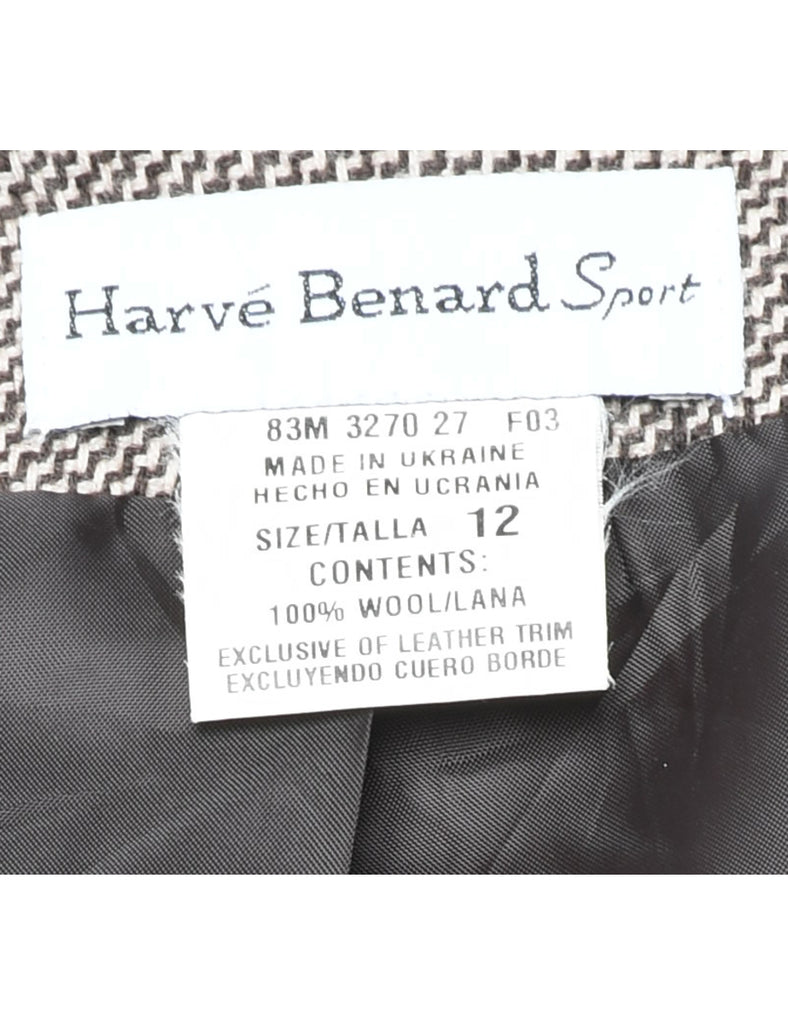 Harvé Benard Sport
83M 3270 27 F03
MADE IN UKRAINE
HECHO EN UCRANIA
SIZE/TALLA 12
CONTENTS:
100% WOOL/LANA
EXCLUSIVE OF LEATHER TRIM
EXCLUYENDO CUERO BORDE